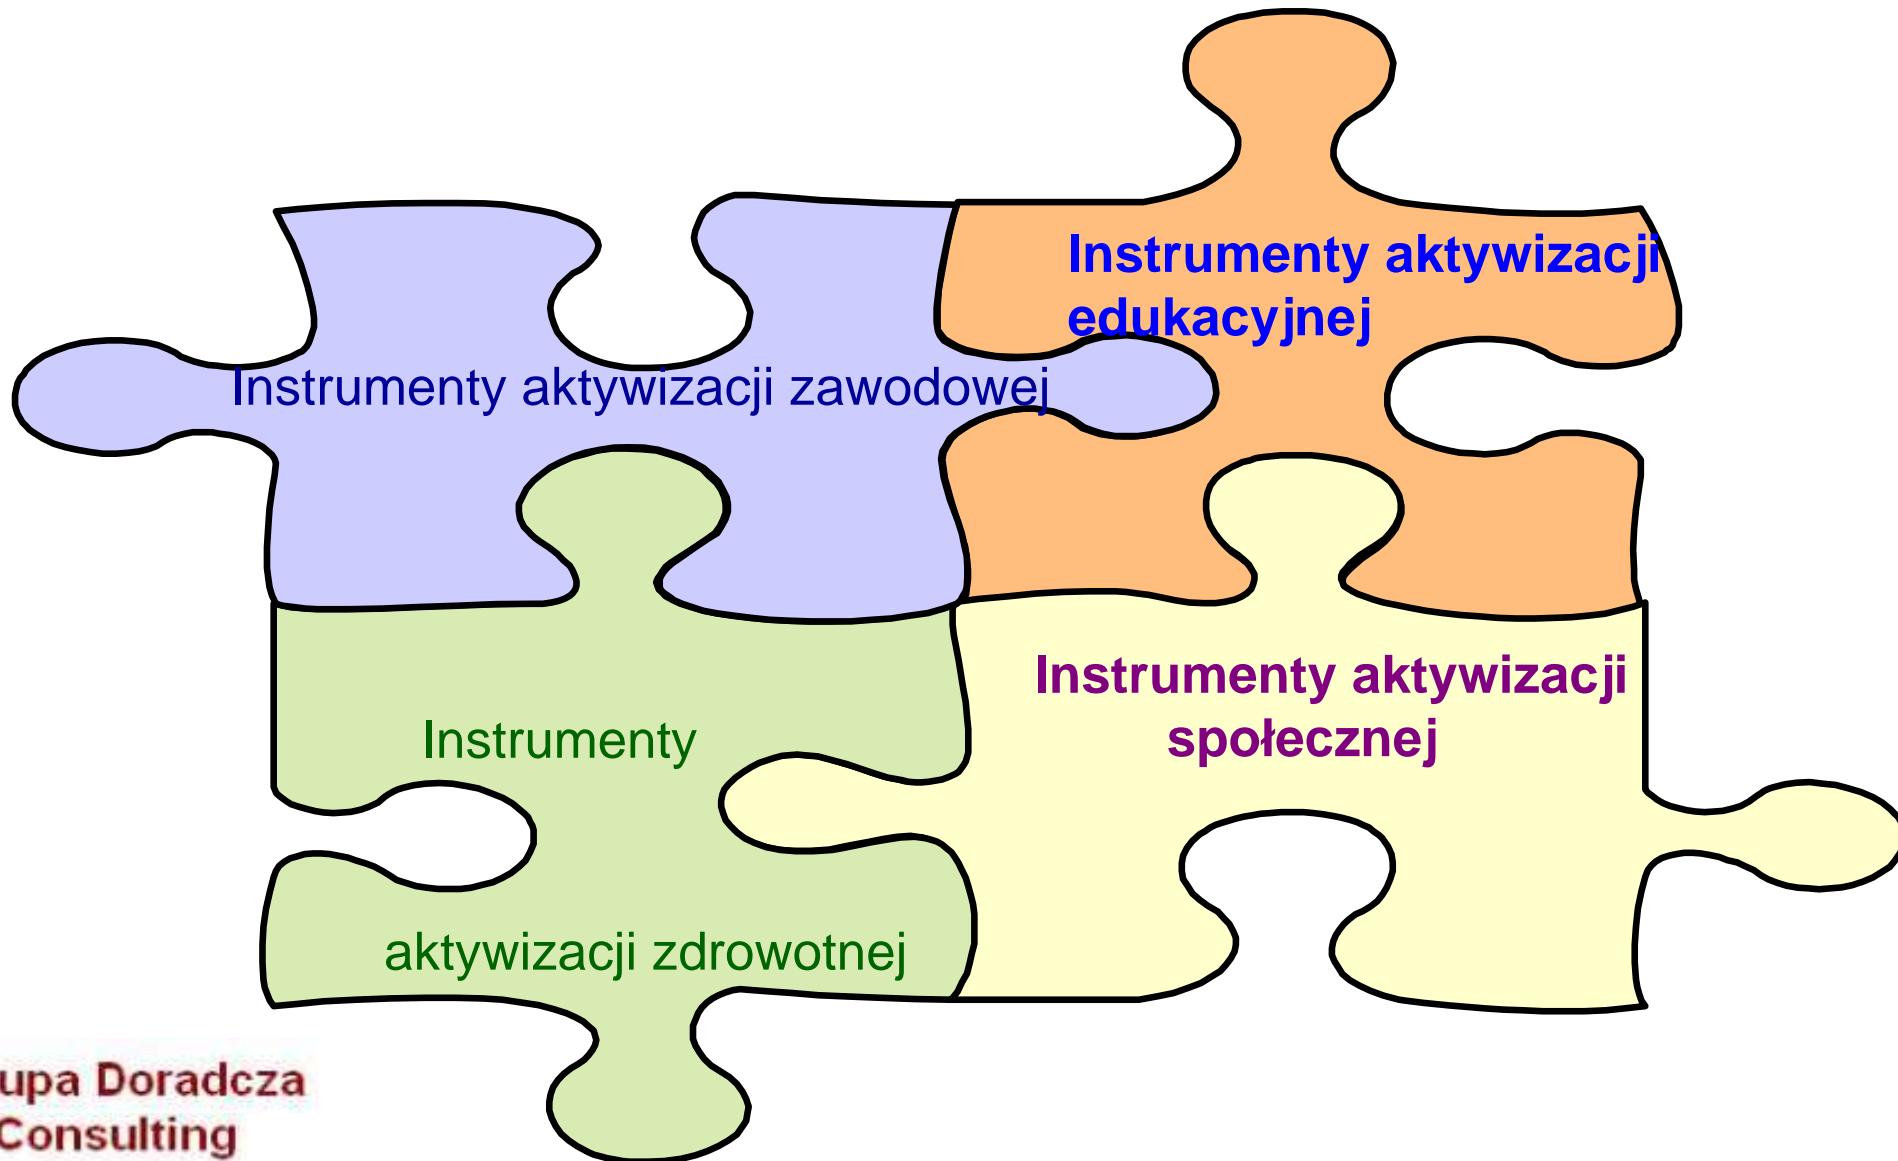 Instrumenty aktywizacji
edukacyjnej
Instrumenty aktywizacji zawodowej
Instrumenty aktywizacji
społecznej
Instrumenty
aktywizacji zdrowotnej
upa Doradcza
Consulting